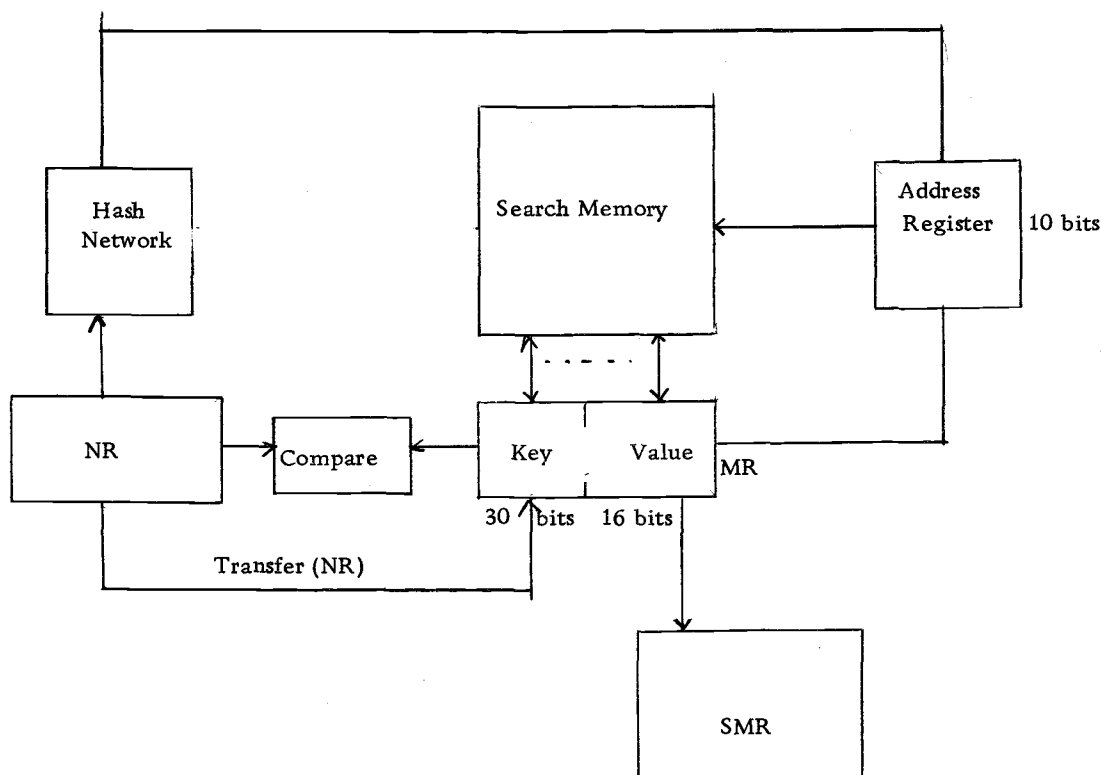 Hash
Network
Search Memory
Address
Register
10 bits
NR
Compare
Key
Value
MR
30 bits
16 bits
Transfer (NR)
SMR